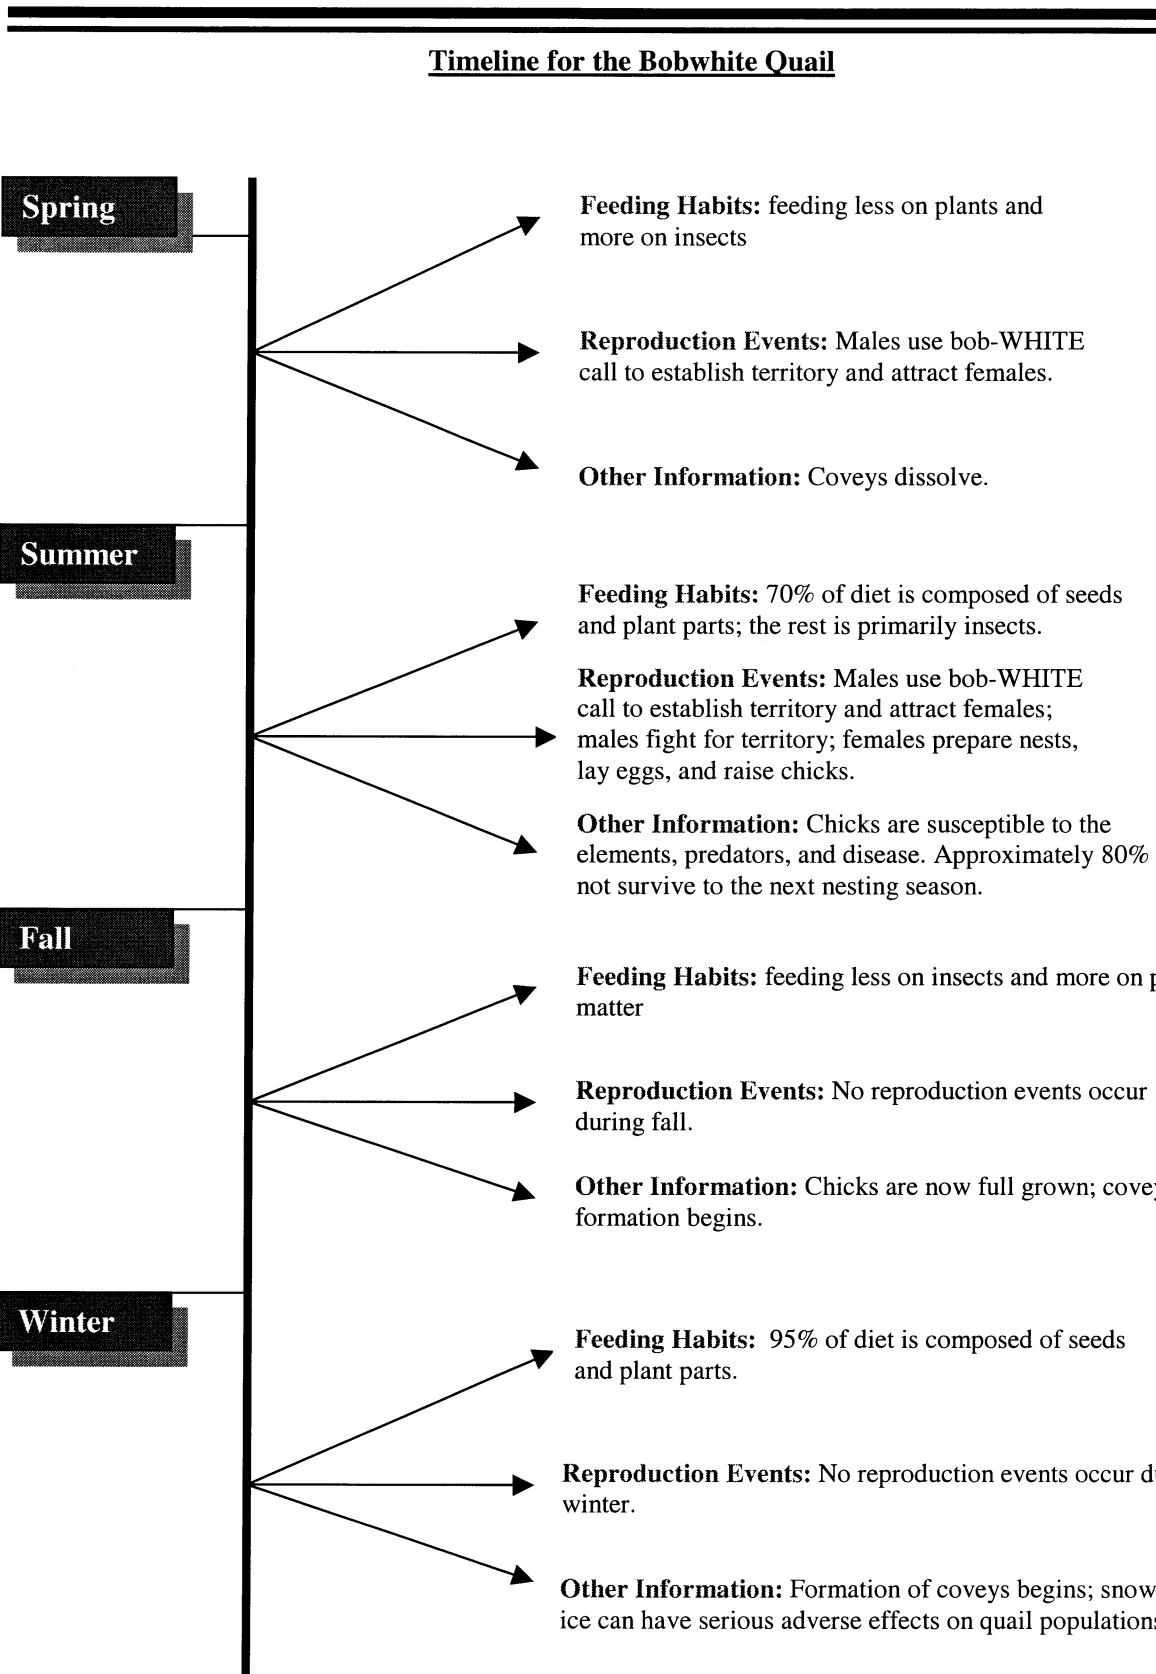 Timeline for the Bobwhite Quail
Spring
Feeding Habits: feeding less on plants and
more on insects
Reproduction Events: Males use bob-WHITE
call to establish territory and attract females.
Other Information: Coveys dissolve.
Summer
Feeding Habits: 70% of diet is composed of seeds
and plant parts; the rest is primarily insects.
Reproduction Events: Males use bob-WHITE
call to establish territory and attract females;
males fight for territory; females prepare nests,
lay eggs, and raise chicks.
Other Information: Chicks are susceptible to the
elements, predators, and disease. Approximately 80%
not survive to the next nesting season.
Fall
Feeding Habits: feeding less on insects and more on
matter
Reproduction Events: No reproduction events occur
during fall.
Other Information: Chicks are now full grown;
formation begins.
Winter
Feeding Habits: 95% of diet is composed of seeds
and plant parts.
Reproduction Events: No reproduction events occur
winter.
Other Information: Formation of coveys begins; snow
ice can have serious adverse effects on quail populations